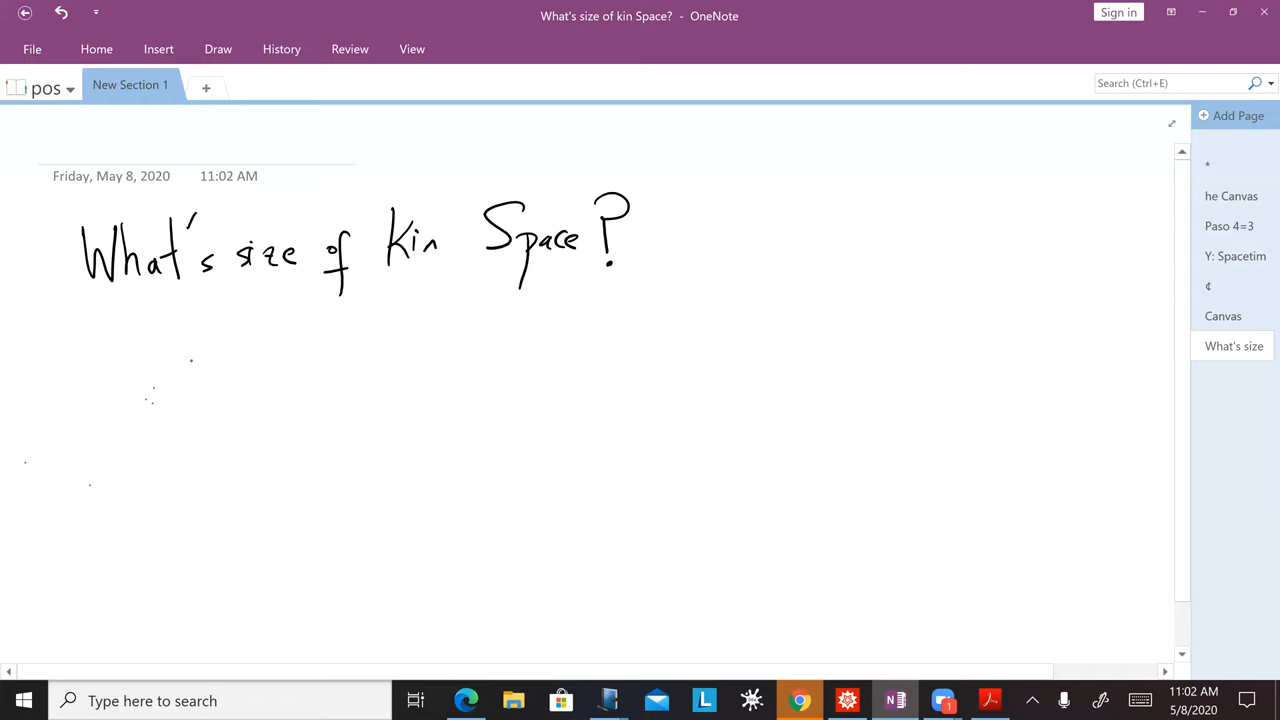 What's size of kin Space? - OneNote
Sign in
File Home Insert Draw History Review View
pos New Section 1
Search (Ctrl+E)
Add Page
Friday, May 8, 2020 11:02 AM
What's size of Kin Space?
*
he Canvas
Paso 4=3
Y: Spacetim
¢
Canvas
What's size
Type here to search
L
N
1
11:02 AM
5/8/2020